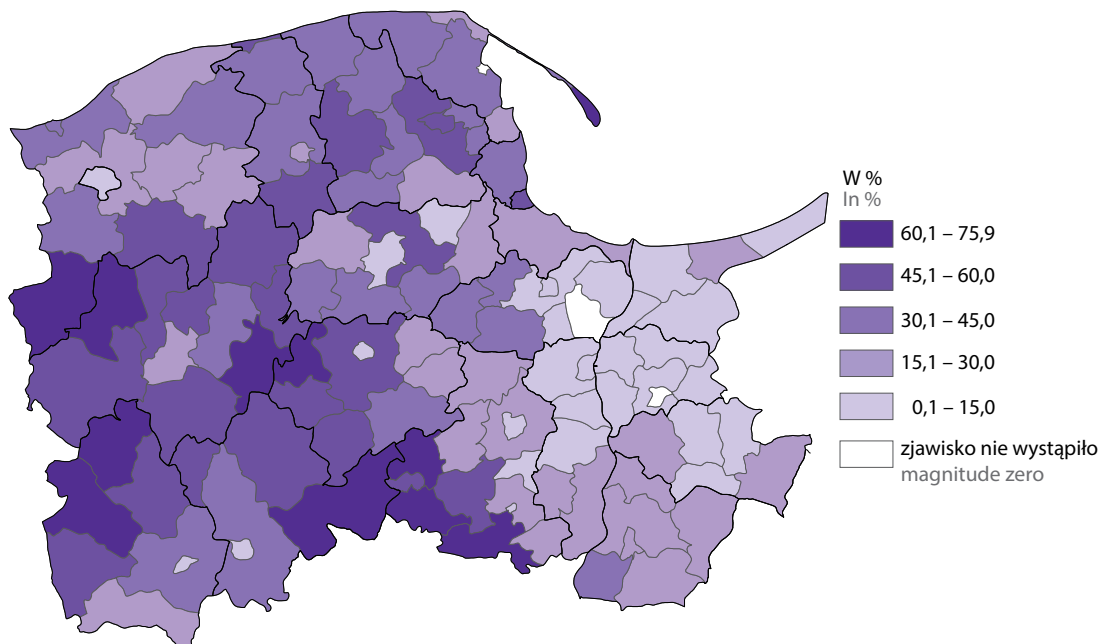 W %
In %
60,1 – 75,9
45,1 – 60,0
30,1 – 45,0
15,1 – 30,0
0,1 – 15,0
zjawisko nie wystąpiło
magnitude zero